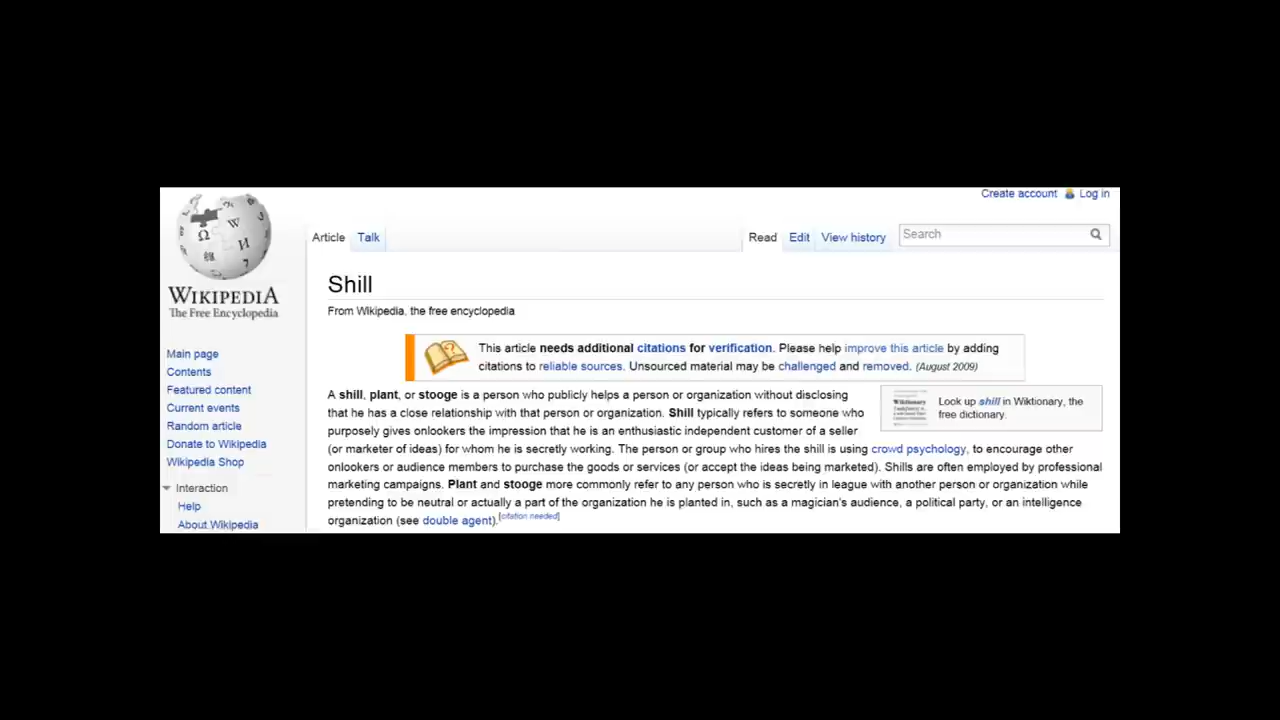 Create account Log in
Article Talk Read Edit View history Search
WIKIPEDIA
The Free Encyclopedia
Shill
From Wikipedia, the free encyclopedia
This article needs additional citations for verification. Please help improve this article by adding
citations to reliable sources. Unsourced material may be challenged and removed. (August 2009)
Look up shill in Wiktionary, the
free dictionary.
A shill, plant, or stooge is a person who publicly helps a person or organization without disclosing
that he has a close relationship with that person or organization. Shill typically refers to someone who
purposely gives onlookers the impression that he is an enthusiastic independent customer of a seller
(or marketer of ideas) for whom he is secretly working. The person or group who hires the shill is using crowd psychology, to encourage other
onlookers or audience members to purchase the goods or services (or accept the ideas being marketed). Shills are often employed by professional
marketing campaigns. Plant and stooge more commonly refer to any person who is secretly in league with another person or organization while
pretending to be neutral or actually a part of the organization he is planted in, such as a magician's audience, a political party, or an intelligence
organization (see double agent).[citation needed]
Main page
Contents
Featured content
Current events
Random article
Donate to Wikipedia
Wikipedia Shop
Interaction
Help
About Wikipedia